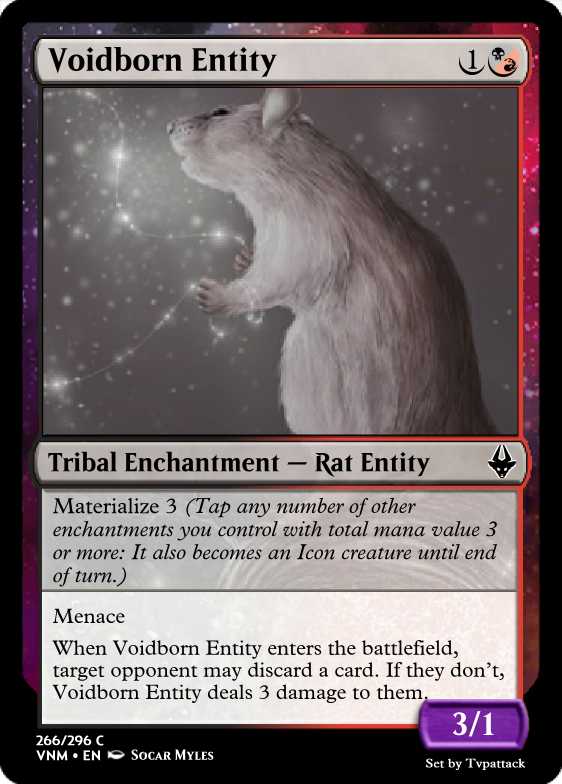 Voidborn Entity 1
Tribal Enchantment — Rat Entity
Materialize 3 (Tap any number of other
enchantments you control with total mana value 3
or more: It also becomes an Icon creature until end
of turn.)
Menace
When Voidborn Entity enters the battlefield,
target opponent may discard a card. If they don't,
Voidborn Entity deals 3 damage to them.
3/1
266/296 C
VNM • EN Socar Myles
Set by Tvpattack